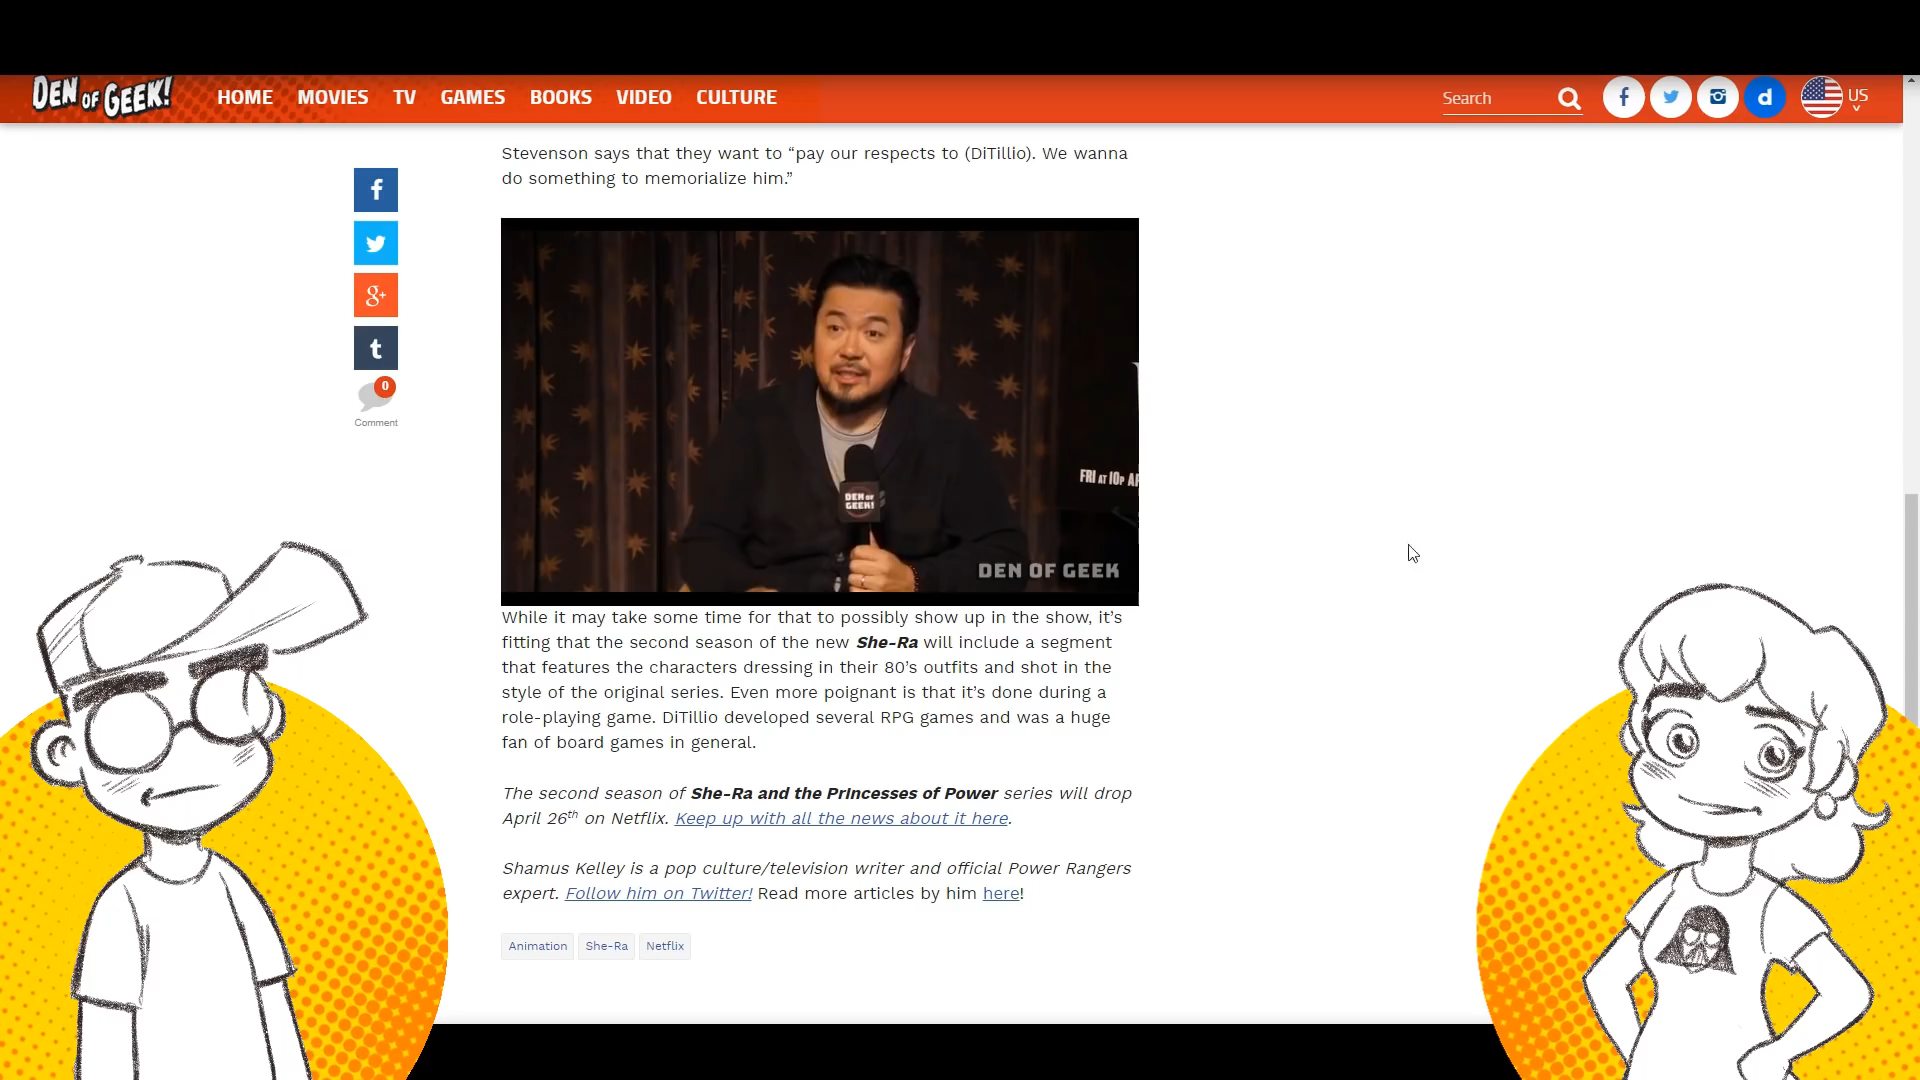 DEN OF GEEK!
HOME MOVIES TV GAMES BOOKS VIDEO CULTURE
Search
US
Stevenson says that they want to “pay our respects to (DiTillio). We wanna
do something to memorialize him.”
0
Comment
DEN OF
GEEK!
FRI AT 10P
DEN OF GEEK
While it may take some time for that to possibly show up in the show, it’s
fitting that the second season of the new She-Ra will include a segment
that features the characters dressing in their 80’s outfits and shot in the
style of the original series. Even more poignant is that it’s done during a
role-playing game. DiTillio developed several RPG games and was a huge
fan of board games in general.
The second season of She-Ra and the Princesses of Power series will drop
April 26th on Netflix. Keep up with all the news about it here.
Shamus Kelley is a pop culture/television writer and official Power Rangers
expert. Follow him on Twitter! Read more articles by him here!
Animation She-Ra Netflix